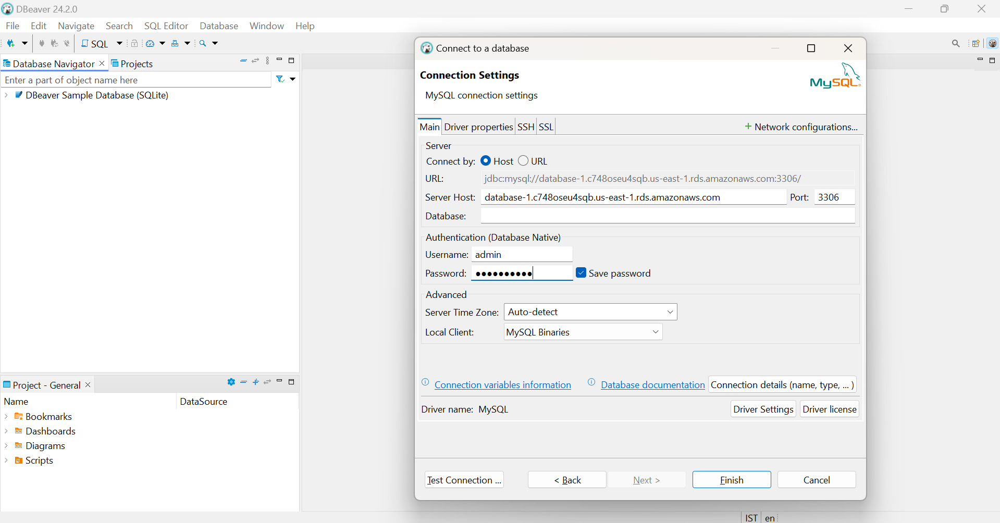 DBeaver 24.2.0
File Edit Navigate Search SQL Editor Database Window Help
SQL
Database Navigator Projects
Enter a part of object name here
DBeaver Sample Database (SQLite)
Project - General
Name DataSource
Bookmarks
Dashboards
Diagrams
Scripts
Connect to a database
Connection Settings
MySQL connection settings
MySQL
Main Driver properties SSH SSL + Network configurations...
Server
Connect by: Host URL
URL: jdbc:mysql://database-1.c748oseu4sqb.us-east-1.rds.amazonaws.com:3306/
Server Host: database-1.c748oseu4sqb.us-east-1.rds.amazonaws.com Port: 3306
Database:
Authentication (Database Native)
Username: admin
Password: ●●●●●●●●●● Save password
Advanced
Server Time Zone: Auto-detect
Local Client: MySQL Binaries
Connection variables information Database documentation Connection details (name, type, ... )
Driver name: MySQL Driver Settings Driver license
Test Connection ... < Back Next > Finish Cancel
IST en